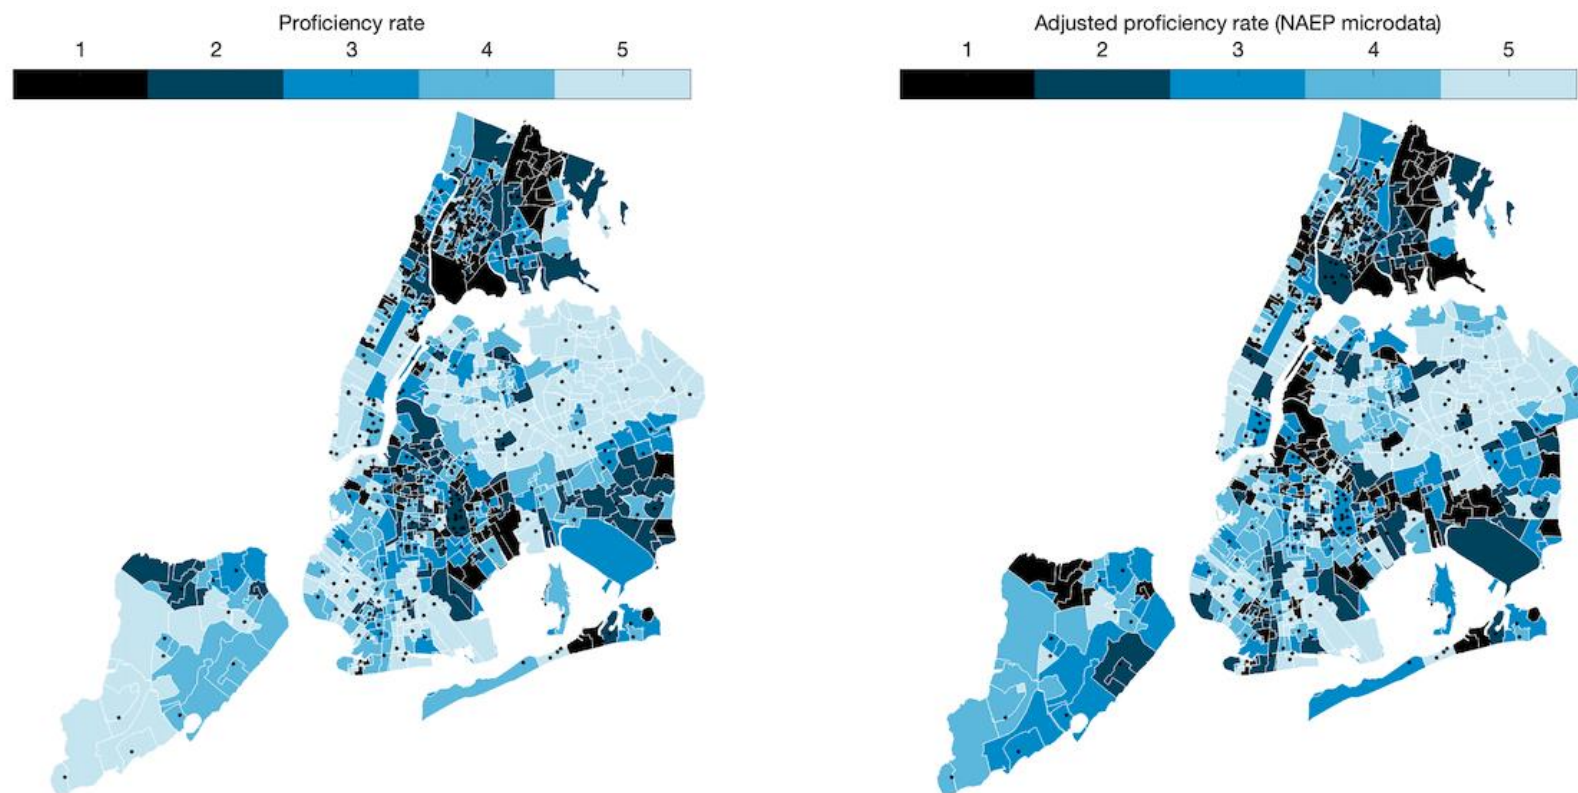 Proficiency rate
1 2 3 4 5
Adjusted proficiency rate (NAEP microdata)
1 2 3 4 5